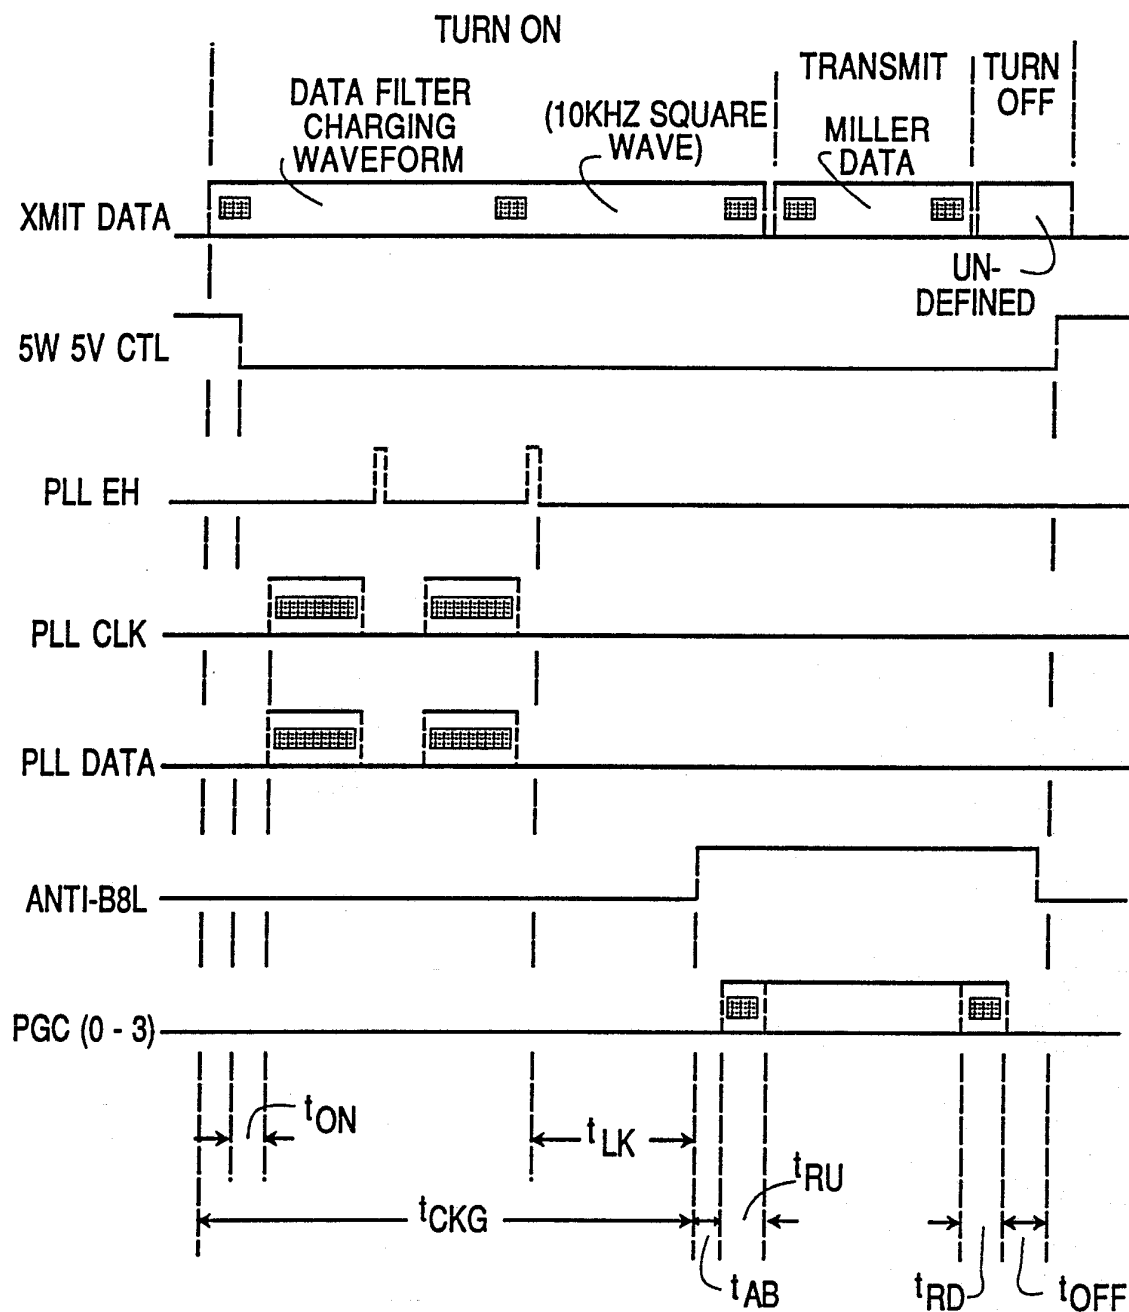 TURN ON
TRANSMIT
TURN
OFF
DATA FILTER
CHARGING
WAVEFORM
(10KHZ SQUARE
WAVE)
MILLER
DATA
XMIT DATA
UN-
DEFINED
5W 5V CTL
PLL EH
PLL CLK
PLL DATA
ANTI-B8L
PGC (0 - 3)
tON
tLK
tRU
tCKG
tAB
tRD
tOFF